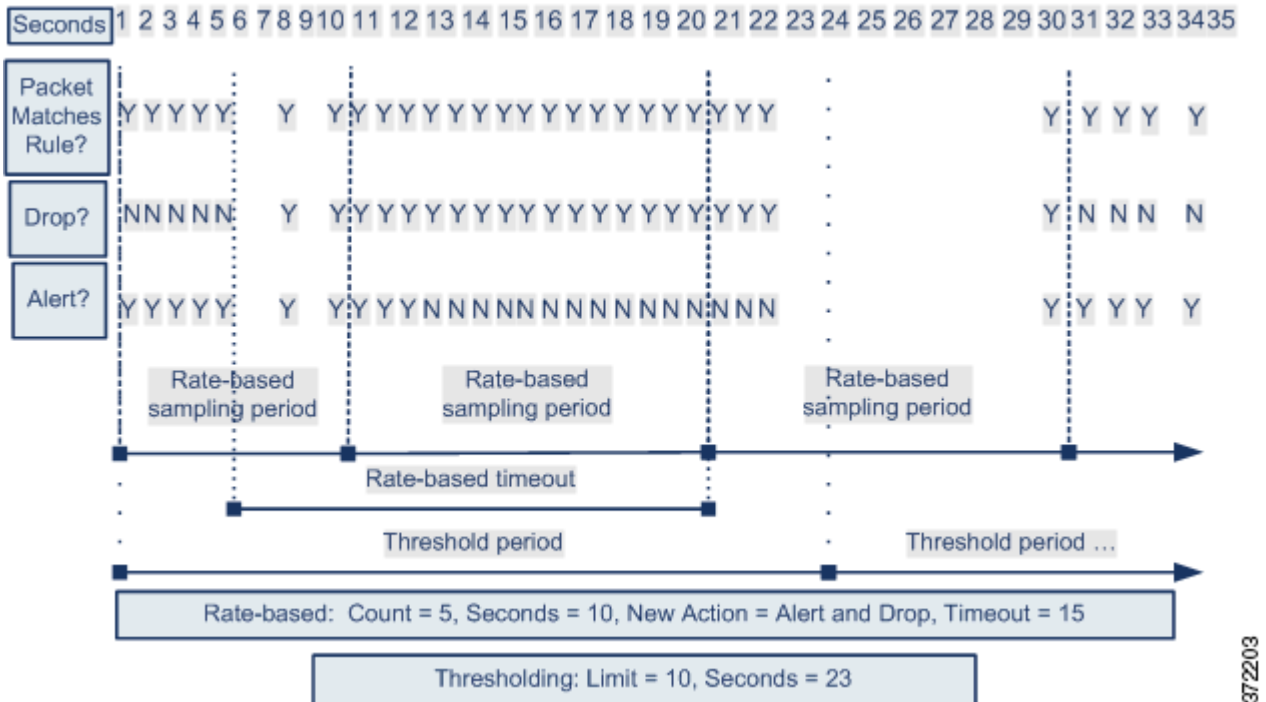 Seconds 1 2 3 4 5 6 7 8 9 10 11 12 13 14 15 16 17 18 19 20 21 22 23 24 25 26 27 28 29 30 31 32 33 34 35
Packet
Matches
Rule?
Y Y Y Y Y Y Y Y Y Y Y Y Y Y Y Y Y Y Y Y Y Y Y Y Y Y Y Y Y Y
Drop? N N N N N Y Y Y Y Y Y Y Y Y Y Y Y Y Y Y Y Y Y Y Y Y N N N N
Alert? Y Y Y Y Y Y Y Y Y Y N N N N N N N N N N N N N N N Y Y Y Y Y
Rate-based
sampling period
Rate-based
sampling period
Rate-based
sampling period
Rate-based timeout
Threshold period
Threshold period ...
Rate-based: Count = 5, Seconds = 10, New Action = Alert and Drop, Timeout = 15
Thresholding: Limit = 10, Seconds = 23
372203